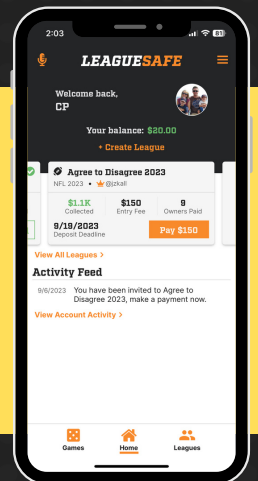 2:03
81
LEAGUESAFE
Welcome back,
CP
Your balance: $20.00
+ Create League
Agree to Disagree 2023
NFL 2023 • @jzkall
$1.1K
Collected
$150
Entry Fee
9
Owners Paid
9/19/2023
Deposit Deadline
Pay $150
View All Leagues >
Activity Feed
9/6/2023 You have been invited to Agree to
Disagree 2023, make a payment now.
View Account Activity >
Games
Home
Leagues